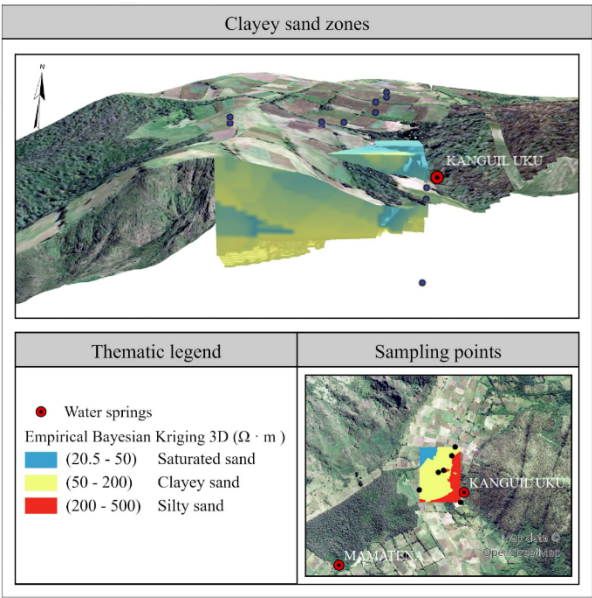 Clayey sand zones
N
KANGUIL UKU
Thematic legend
Water springs
Empirical Bayesian Kriging 3D (Ω · m )
(20.5 - 50) Saturated sand
(50 - 200) Clayey sand
(200 - 500) Silty sand
Sampling points
KANGUIL UKU
Map data ©
OpenStreetMap
MAMATENA